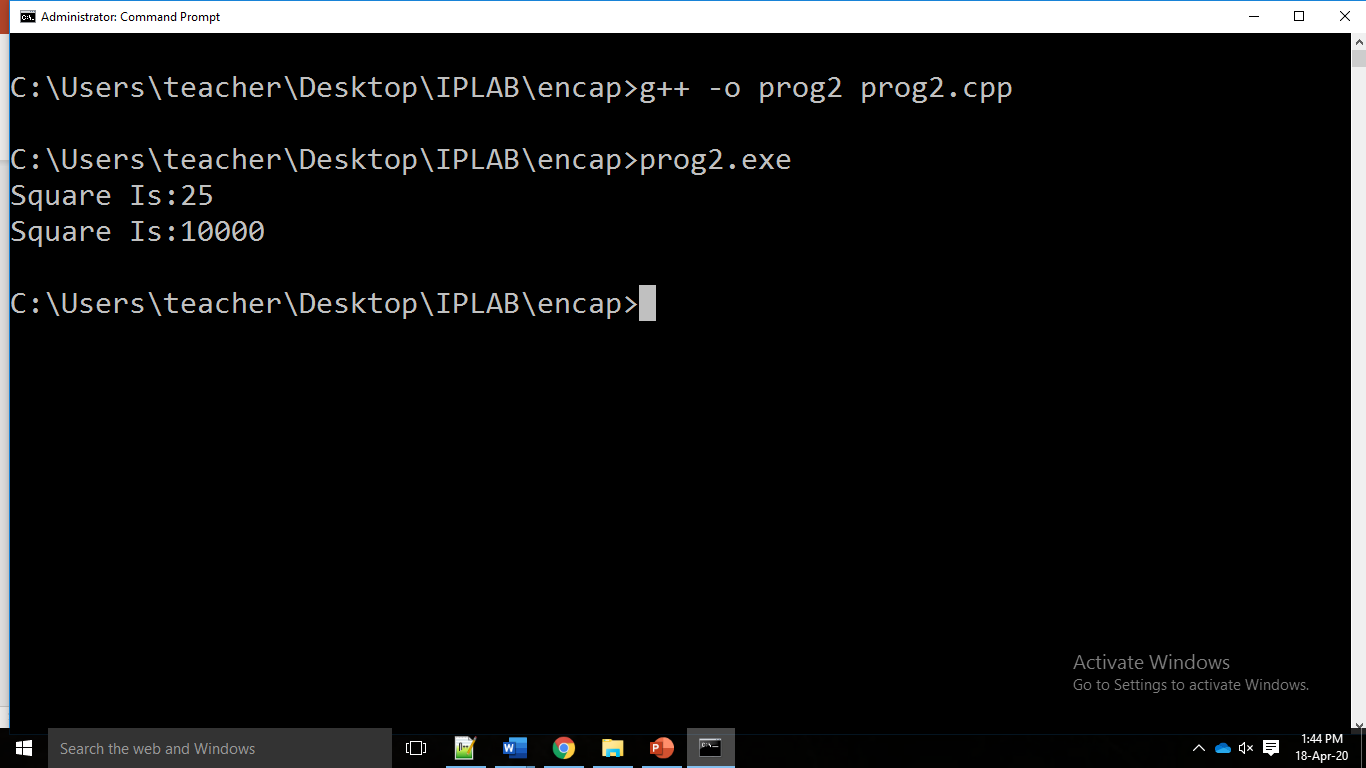 Administrator: Command Prompt
C:\Users\teacher\Desktop\IPLAB\encap>g++ -o prog2 prog2.cpp
C:\Users\teacher\Desktop\IPLAB\encap>prog2.exe
Square Is:25
Square Is:10000
C:\Users\teacher\Desktop\IPLAB\encap>
Activate Windows
Go to Settings to activate Windows.
Search the web and Windows
1:44 PM
18-Apr-20